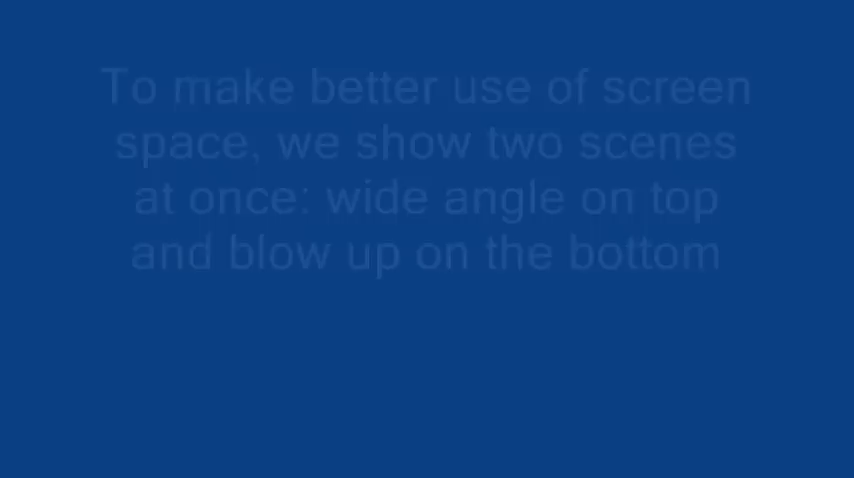 To make better use of screen
space, we show two scenes
at once: wide angle on top
and blow up on the bottom